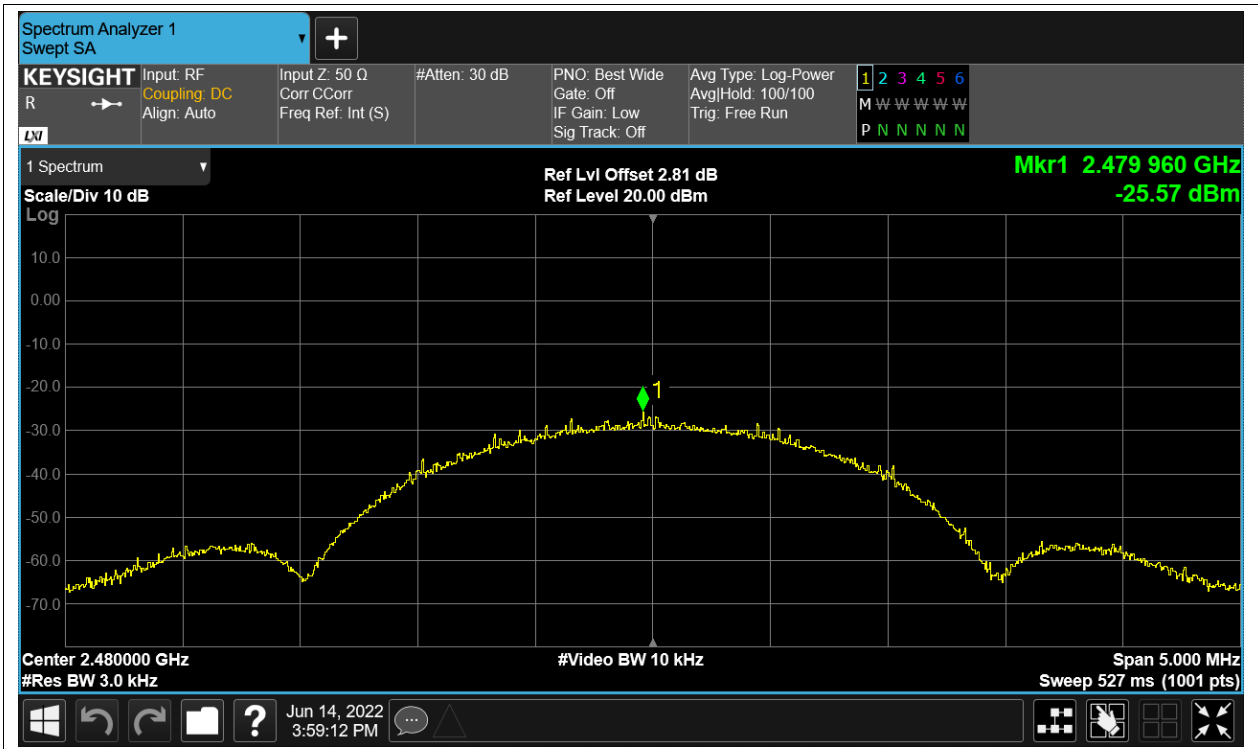 Spectrum Analyzer 1
Swept SA
KEYSIGHT
R
LXI
Input: RF
Coupling: DC
Align: Auto
Input Z: 50 Ω
Corr CCorr
Freq Ref: Int (S)
#Atten: 30 dB
PNO: Best Wide
Gate: Off
IF Gain: Low
Sig Track: Off
Avg Type: Log-Power
Avg|Hold: 100/100
Trig: Free Run
1 2 3 4 5 6
M W W W W W
P N N N N N
1 Spectrum
Scale/Div 10 dB
Log
Ref Lvl Offset 2.81 dB
Ref Level 20.00 dBm
Mkr1 2.479 960 GHz
-25.57 dBm
10.0
0.00
-10.0
-20.0
-30.0
-40.0
-50.0
-60.0
-70.0
1
Center 2.480000 GHz
#Res BW 3.0 kHz
#Video BW 10 kHz
Span 5.000 MHz
Sweep 527 ms (1001 pts)
?
Jun 14, 2022
3:59:12 PM